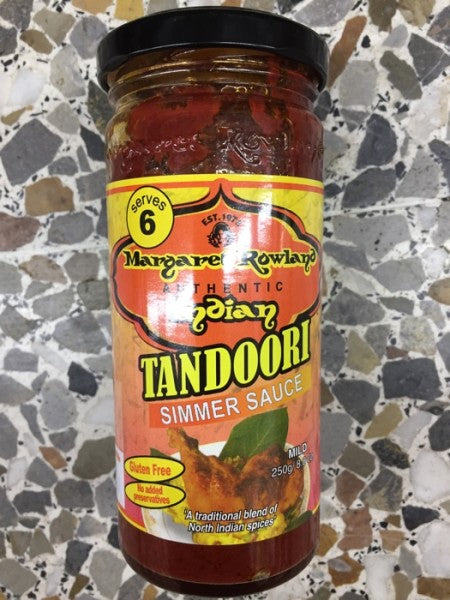 serves
6
EST.
Margaret Rowland
AUTHENTIC
Indian
TANDOORI
SIMMER SAUCE
MILD
250g
Gluten Free
No added
preservatives
'A traditional blend of
North Indian spices'